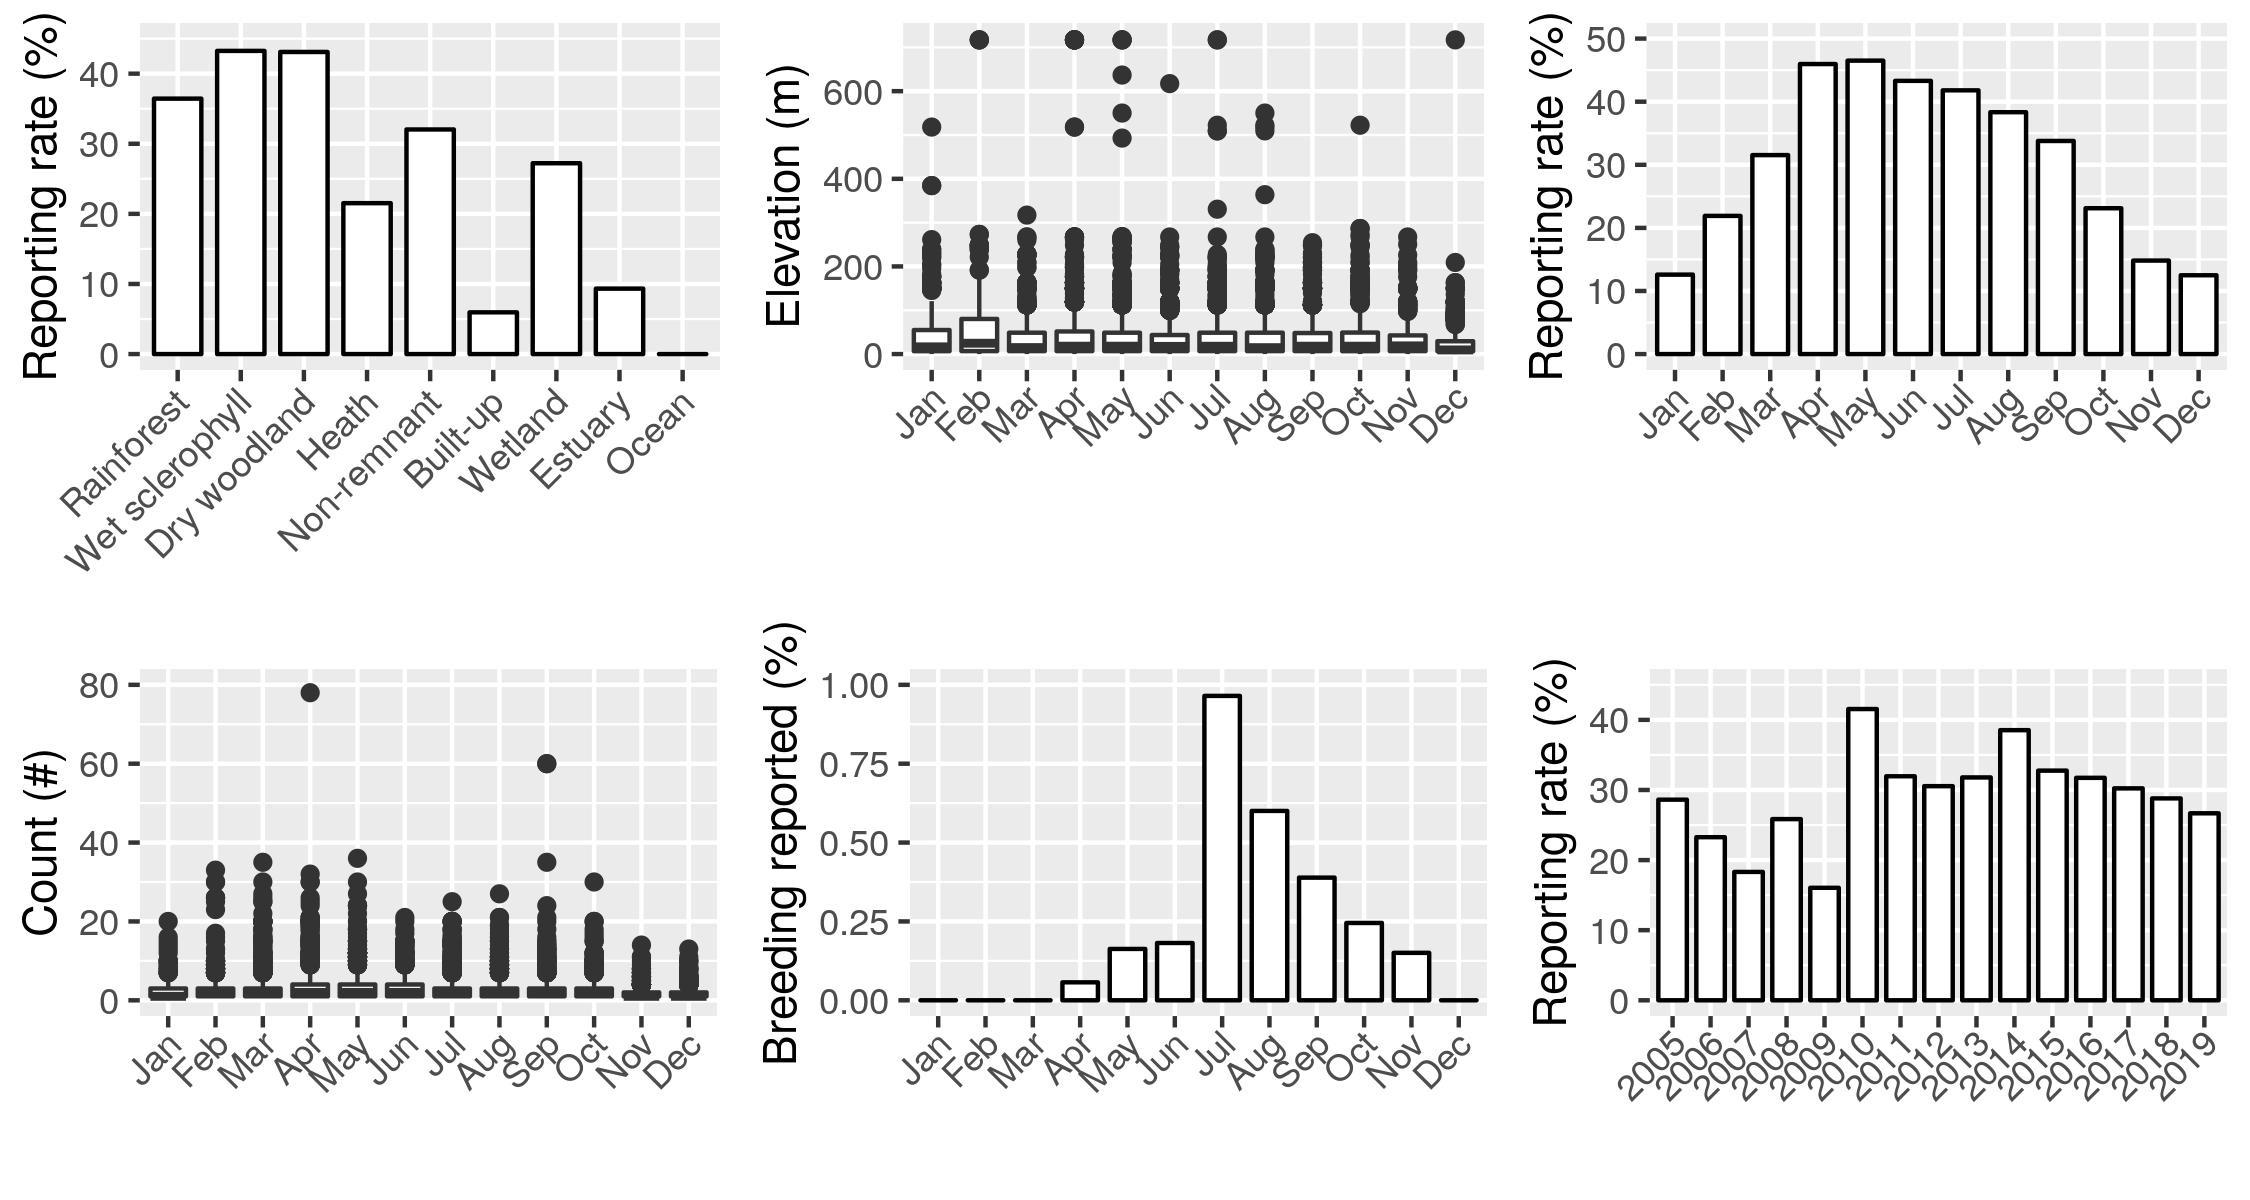 Reporting rate (%)
40
30
20
10
0
Rainforest
Wet sclerophyll
Dry woodland
Heath
Non-remnant
Built-up
Wetland
Estuary
Ocean
Elevation (m)
600
400
200
0
Jan
Feb
Mar
Apr
May
Jun
Jul
Aug
Sep
Oct
Nov
Dec
Reporting rate (%)
50
40
30
20
10
0
Jan
Feb
Mar
Apr
May
Jun
Jul
Aug
Sep
Oct
Nov
Dec
Count (#)
80
60
40
20
0
Jan
Feb
Mar
Apr
May
Jun
Jul
Aug
Sep
Oct
Nov
Dec
Breeding reported (%)
1.00
0.75
0.50
0.25
0.00
Jan
Feb
Mar
Apr
May
Jun
Jul
Aug
Sep
Oct
Nov
Dec
Reporting rate (%)
40
30
20
10
0
2005
2006
2007
2008
2009
2010
2011
2012
2013
2014
2015
2016
2017
2018
2019